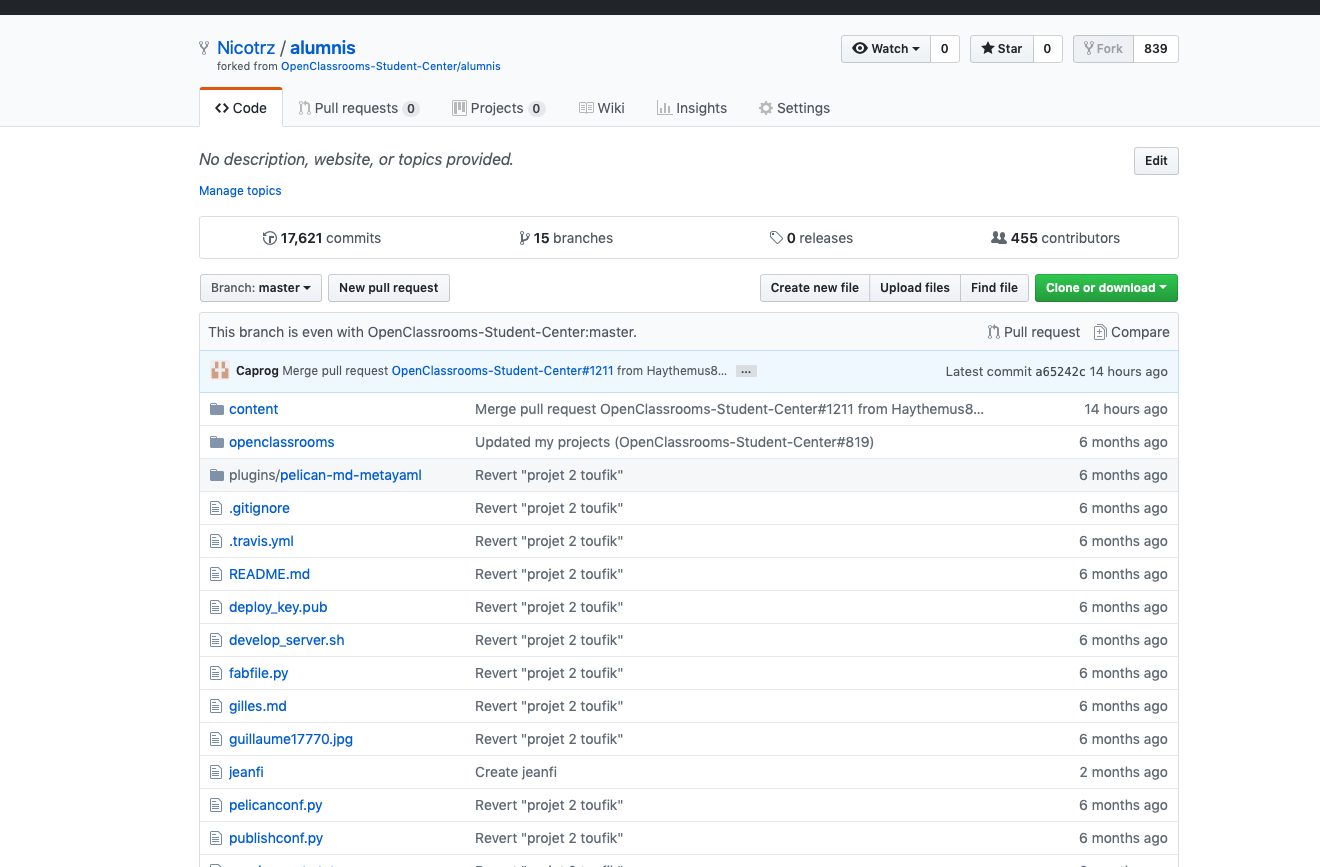 Nicotrz / alumnis
Watch 0 Star 0 Fork 839
forked from OpenClassrooms-Student-Center/alumnis
Code Pull requests 0 Projects 0 Wiki Insights Settings
No description, website, or topics provided.
Edit
Manage topics
17,621 commits 15 branches 0 releases 455 contributors
Branch: master New pull request Create new file Upload files Find file Clone or download
This branch is even with OpenClassrooms-Student-Center:master. Pull request Compare
Caprog Merge pull request OpenClassrooms-Student-Center#1211 from Haythemus8... … Latest commit a65242c 14 hours ago
content Merge pull request OpenClassrooms-Student-Center#1211 from Haythemus8... 14 hours ago
openclassrooms Updated my projects (OpenClassrooms-Student-Center#819) 6 months ago
plugins/pelican-md-metayaml Revert "projet 2 toufik" 6 months ago
.gitignore Revert "projet 2 toufik" 6 months ago
.travis.yml Revert "projet 2 toufik" 6 months ago
README.md Revert "projet 2 toufik" 6 months ago
deploy_key.pub Revert "projet 2 toufik" 6 months ago
develop_server.sh Revert "projet 2 toufik" 6 months ago
fabfile.py Revert "projet 2 toufik" 6 months ago
gilles.md Revert "projet 2 toufik" 6 months ago
guillaume17770.jpg Revert "projet 2 toufik" 6 months ago
jeanfi Create jeanfi 2 months ago
pelicanconf.py Revert "projet 2 toufik" 6 months ago
publishconf.py Revert "projet 2 toufik" 6 months ago